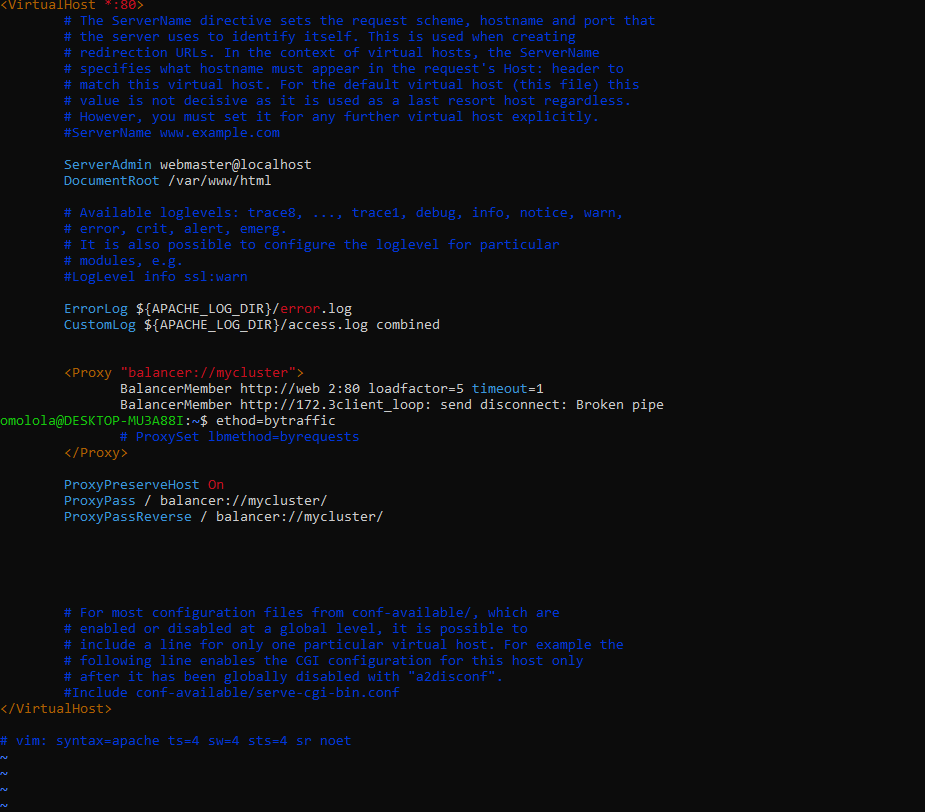 <VirtualHost *:80>
        # The ServerName directive sets the request scheme, hostname and port that
        # the server uses to identify itself. This is used when creating
        # redirection URLs. In the context of virtual hosts, the ServerName
        # specifies what hostname must appear in the request's Host: header to
        # match this virtual host. For the default virtual host (this file) this
        # value is not decisive as it is used as a last resort host regardless.
        # However, you must set it for any further virtual host explicitly.
        #ServerName www.example.com

        ServerAdmin webmaster@localhost
        DocumentRoot /var/www/html

        # Available loglevels: trace8, ..., trace1, debug, info, notice, warn,
        # error, crit, alert, emerg.
        # It is also possible to configure the loglevel for particular
        # modules, e.g.
        #LogLevel info ssl:warn

        ErrorLog ${APACHE_LOG_DIR}/error.log
        CustomLog ${APACHE_LOG_DIR}/access.log combined

        <Proxy "balancer://mycluster">
               BalancerMember http://web 2:80 loadfactor=5 timeout=1
               BalancerMember http://172.3client_loop: send disconnect: Broken pipe
omolola@DESKTOP-MU3A88I:~$ ethod=bytraffic
               # ProxySet lbmethod=byrequests
        </Proxy>

        ProxyPreserveHost On
        ProxyPass / balancer://mycluster/
        ProxyPassReverse / balancer://mycluster/

        # For most configuration files from conf-available/, which are
        # enabled or disabled at a global level, it is possible to
        # include a line for only one particular virtual host. For example the
        # following line enables the CGI configuration for this host only
        # after it has been globally disabled with "a2disconf".
        #Include conf-available/serve-cgi-bin.conf
</VirtualHost>

# vim: syntax=apache ts=4 sw=4 sts=4 sr noet
~
~
~
~